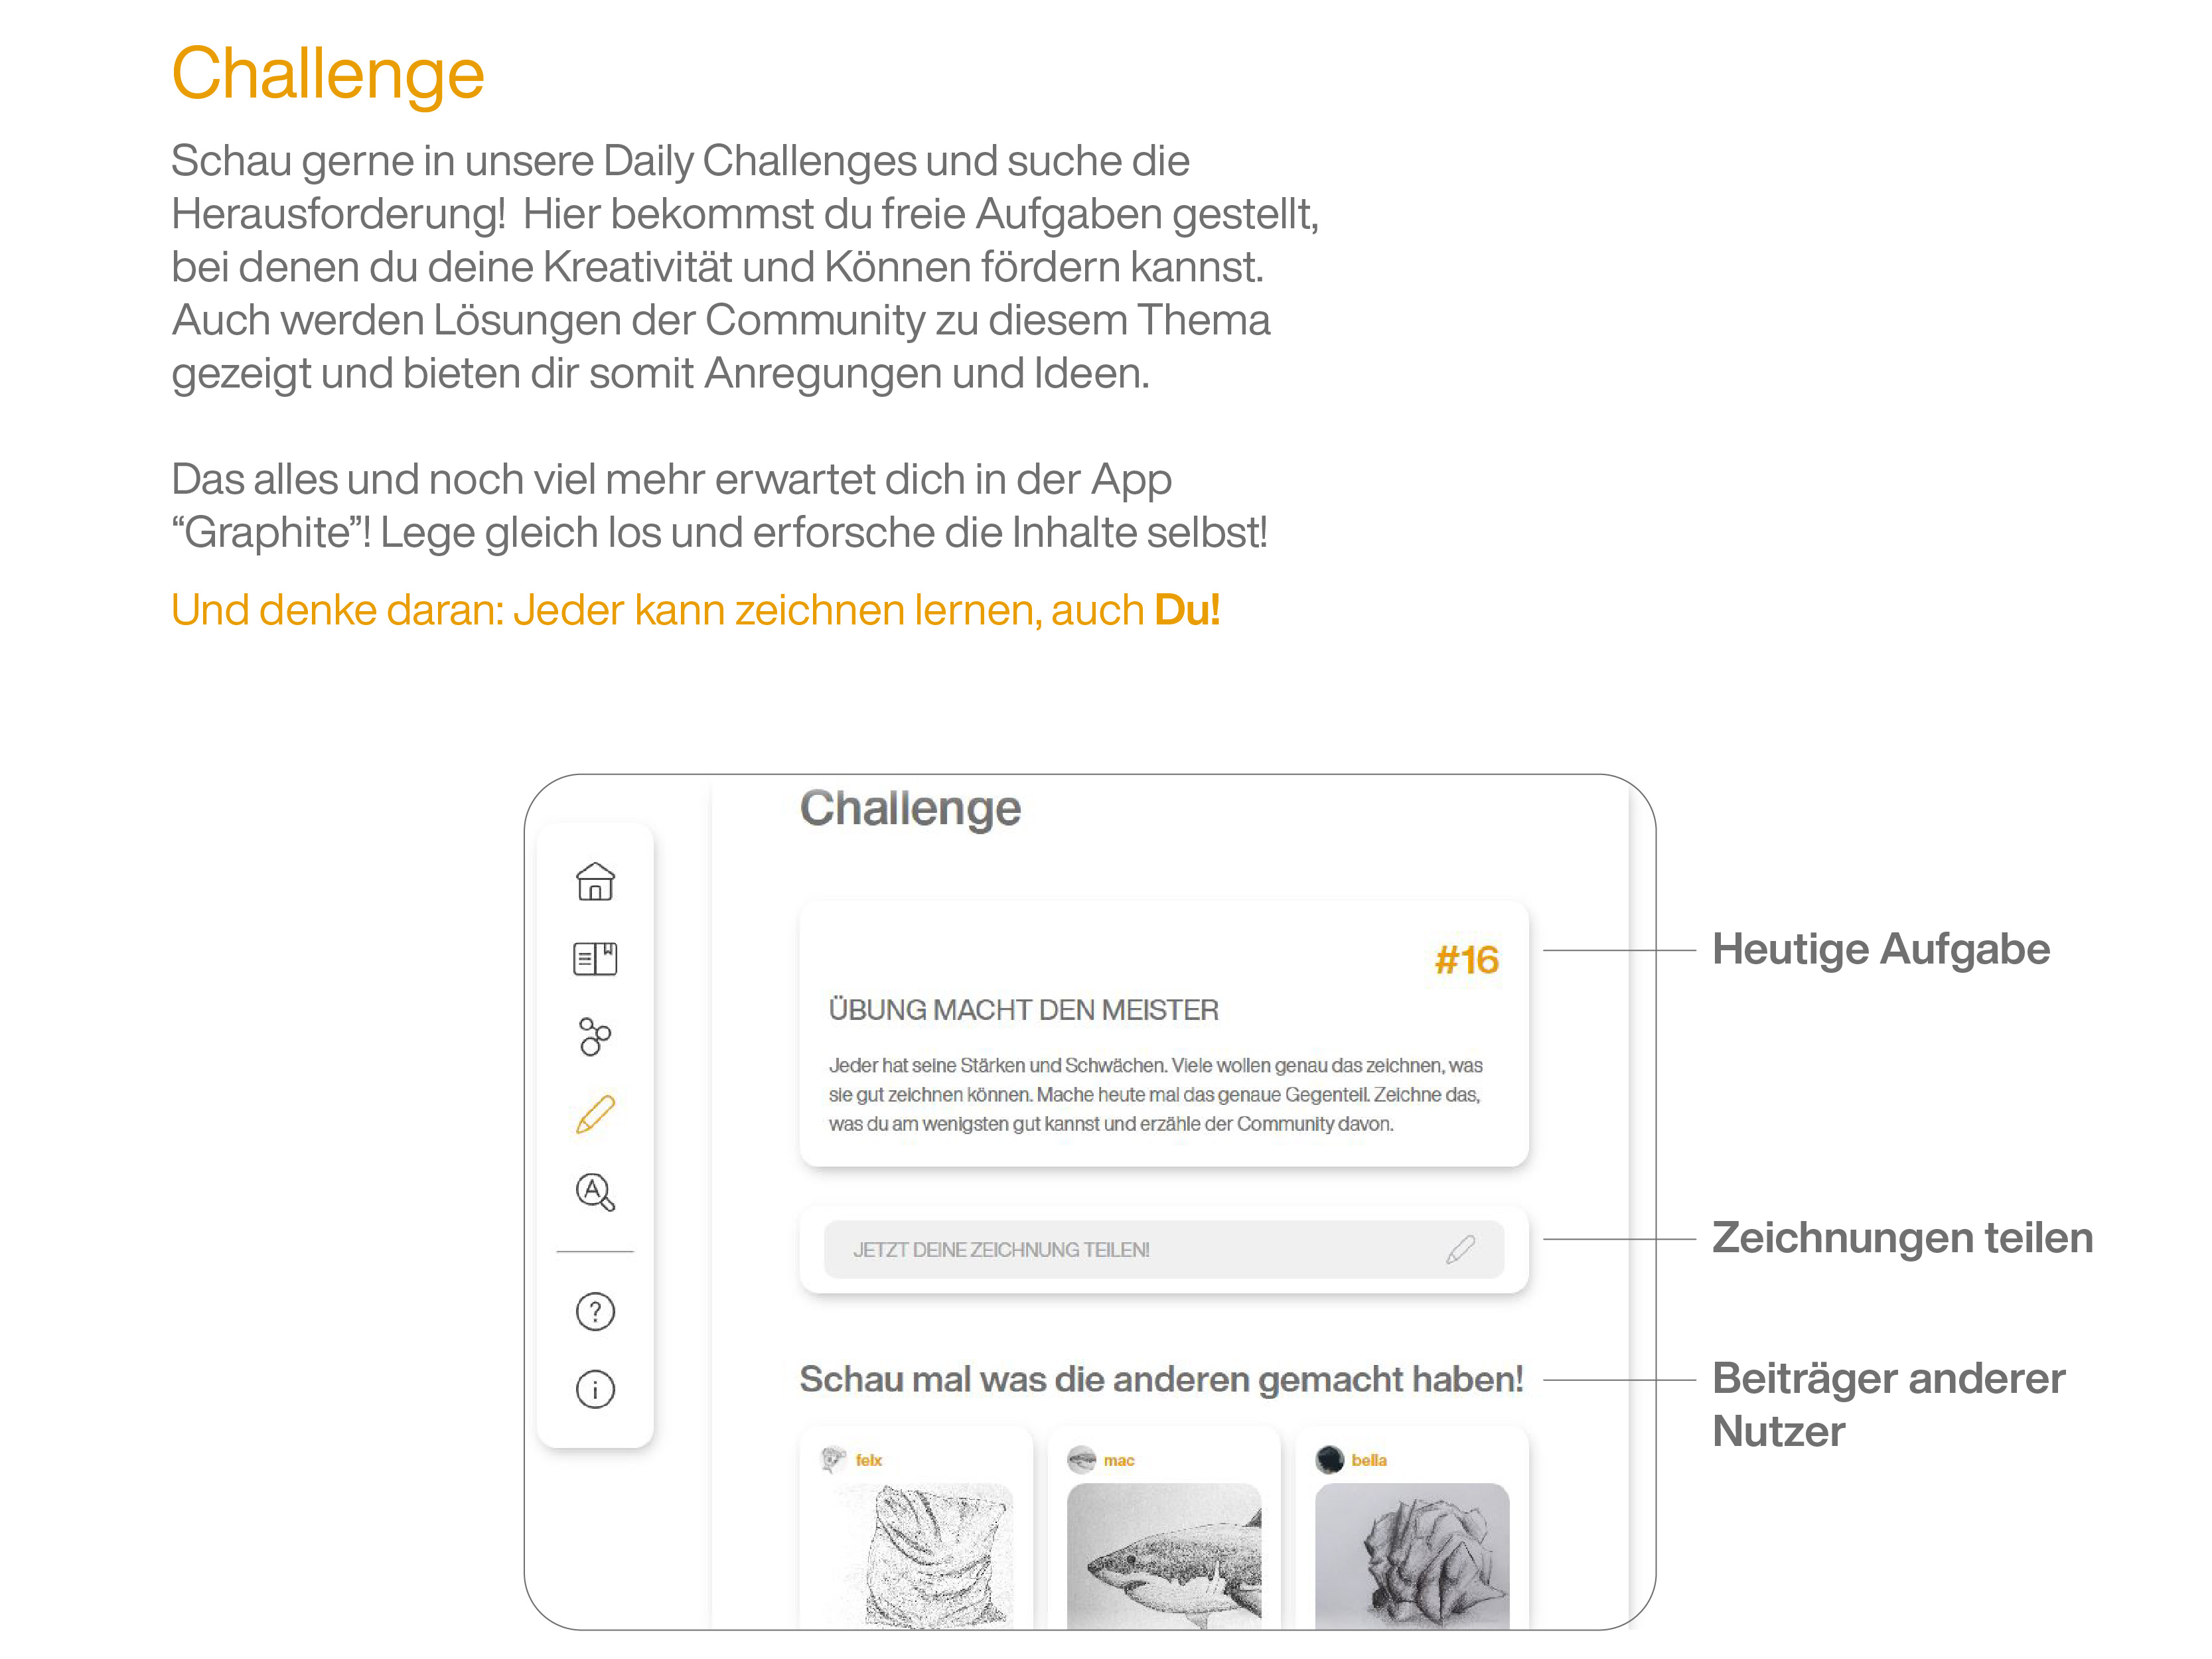 Challenge
Schau gerne in unsere Daily Challenges und suche die
Herausforderung!  Hier bekommst du freie Aufgaben gestellt,
bei denen du deine Kreativität und Können fördern kannst.
Auch werden Lösungen der Community zu diesem Thema
gezeigt und bieten dir somit Anregungen und Ideen.
Das alles und noch viel mehr erwartet dich in der App
“Graphite”! Lege gleich los und erforsche die Inhalte selbst!
Und denke daran: Jeder kann zeichnen lernen, auch Du!
Challenge
#16
ÜBUNG MACHT DEN MEISTER
Jeder hat seine Stärken und Schwächen. Viele wollen genau das zeichnen, was
sie gut zeichnen können. Mache heute mal das genaue Gegenteil. Zeichne das,
was du am wenigsten gut kannst und erzähle der Community davon.
JETZT DEINE ZEICHNUNG TEILEN!
Schau mal was die anderen gemacht haben!
felx
mac
bella
Heutige Aufgabe
Zeichnungen teilen
Beiträger anderer
Nutzer